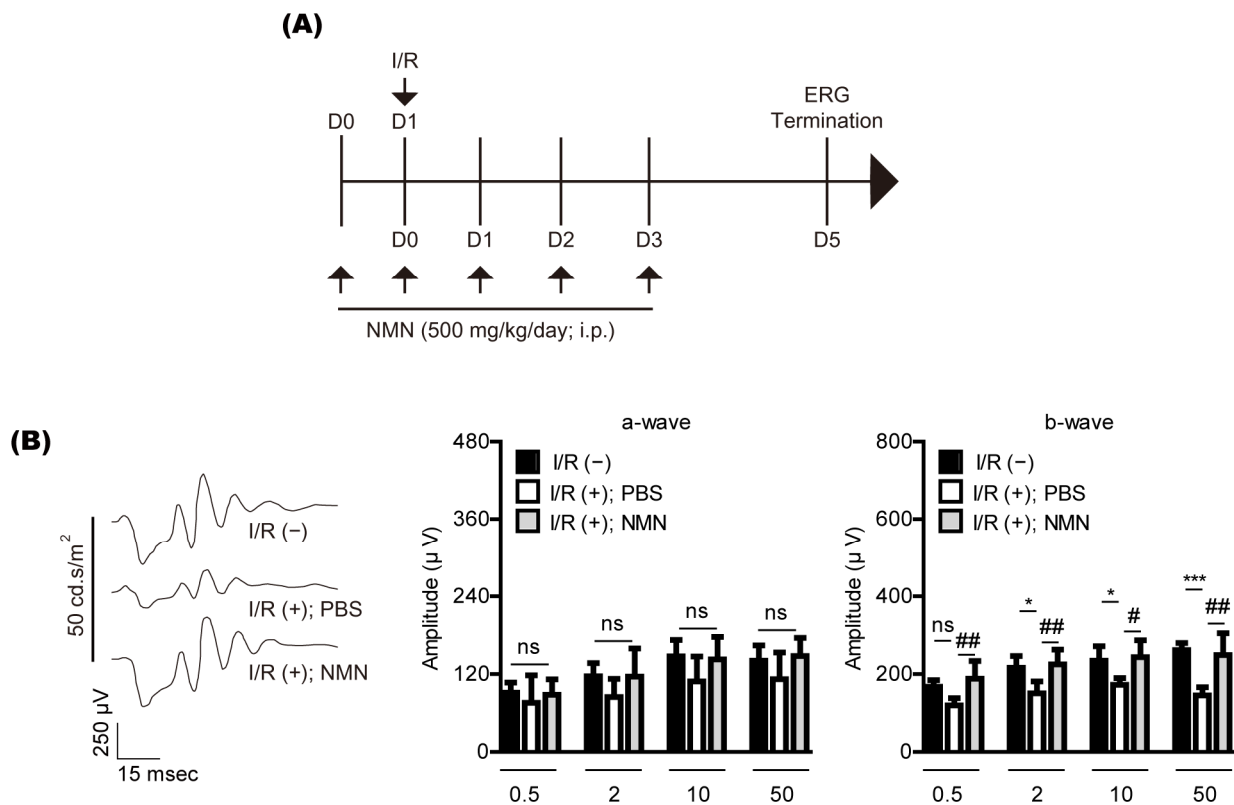 (A)
I/R
D0
D1
ERG
Termination
D0
D1
D2
D3
D5
NMN (500 mg/kg/day; i.p.)
(B)
50 cd.s/m²
I/R (−)
I/R (+); PBS
I/R (+); NMN
250 µV
15 msec
a-wave
Amplitude (µ V)
480
360
240
120
0
I/R (−)
I/R (+); PBS
I/R (+); NMN
ns
ns
ns
ns
0.5
2
10
50
b-wave
Amplitude (µ V)
800
600
400
200
0
I/R (−)
I/R (+); PBS
I/R (+); NMN
ns
##
*
##
*
#
***
##
0.5
2
10
50